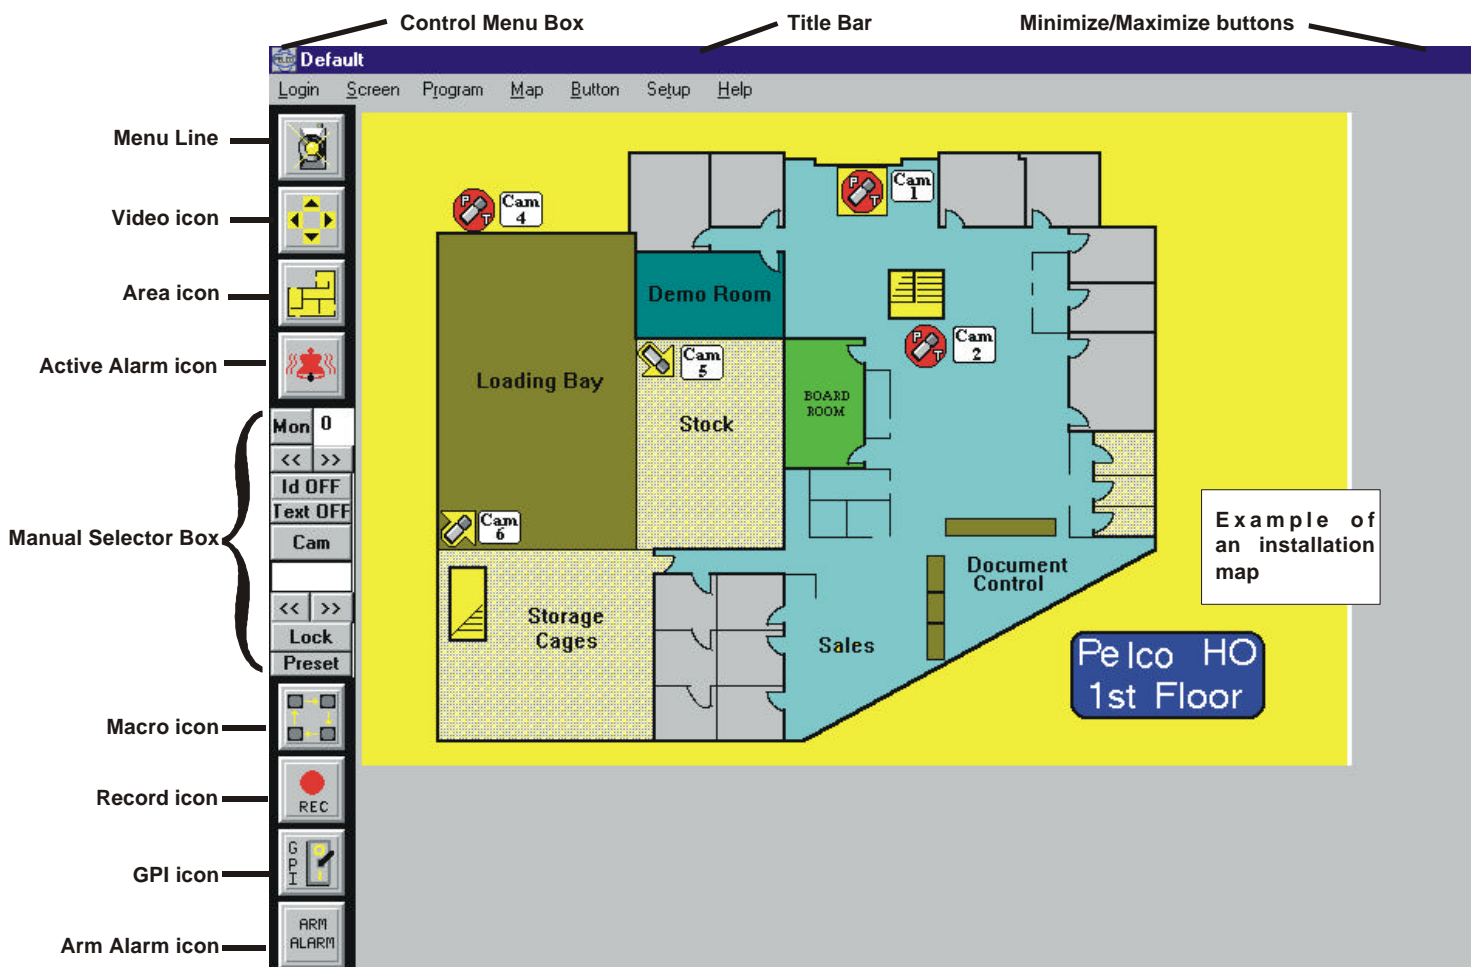 Control Menu Box
Title Bar
Minimize/Maximize buttons
Default
Login Screen Program Map Button Setup Help
Menu Line
Video icon
Area icon
Active Alarm icon
Manual Selector Box
Macro icon
Record icon
GPI icon
Arm Alarm icon
Mon 0
<< >>
Id OFF
Text OFF
Cam
<< >>
Lock
Preset
REC
GPI
ARM
ALARM
P T
Cam
4
P T
Cam
1
Demo Room
P T
Cam
2
Cam
5
Loading Bay
BOARD
ROOM
Stock
Cam
6
Example of
an installation
map
Document
Control
Storage
Cages
Sales
Pelco HO
1st Floor